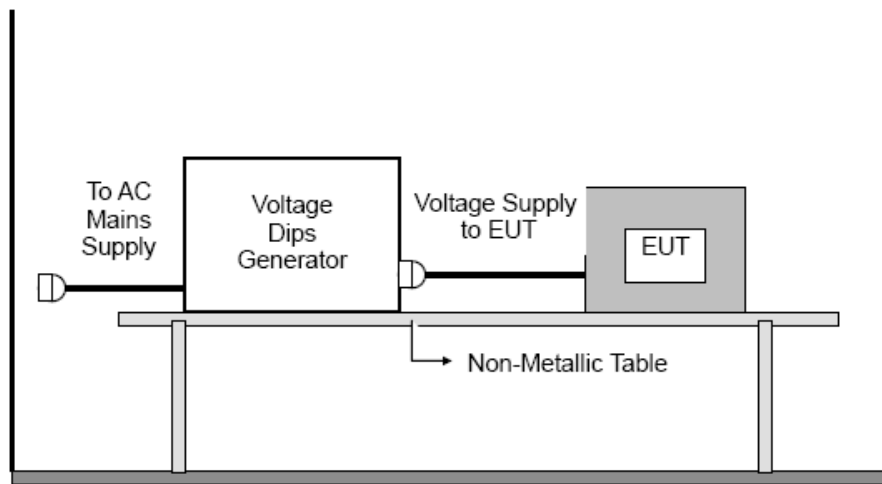 To AC
Mains
Supply
Voltage
Dips
Generator
Voltage Supply
to EUT
EUT
Non-Metallic Table